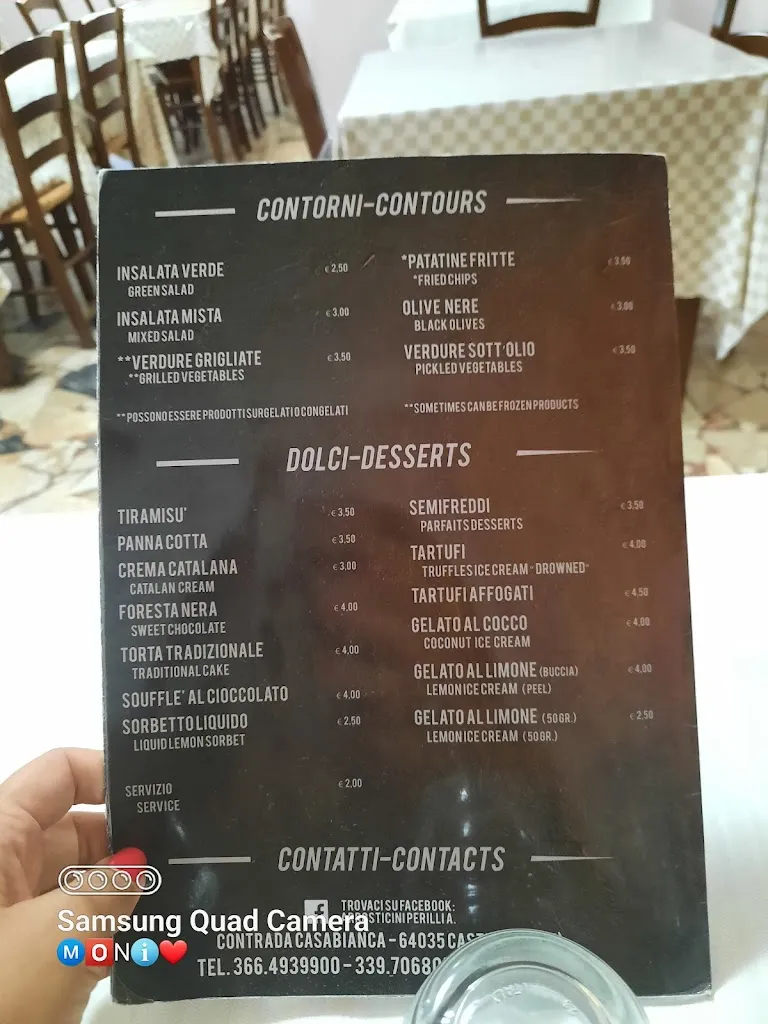 CONTORNI-CONTOURS
INSALATA VERDE € 2,50
GREEN SALAD
INSALATA MISTA € 3,00
MIXED SALAD
**VERDURE GRIGLIATE € 3,50
**GRILLED VEGETABLES
**POSSONO ESSERE PRODOTTI SURGELATI O CONGELATI
*PATATINE FRITTE € 3,50
*FRIED CHIPS
OLIVE NERE € 3,00
BLACK OLIVES
VERDURE SOTT'OLIO € 3,50
PICKLED VEGETABLES
**SOMETIMES CAN BE FROZEN PRODUCTS
DOLCI-DESSERTS
TIRAMISU' € 3,50
PANNA COTTA € 3,50
CREMA CATALANA € 3,00
CATALAN CREAM
FORESTA NERA € 4,00
SWEET CHOCOLATE
TORTA TRADIZIONALE € 4,00
TRADITIONAL CAKE
SOUFFLE' AL CIOCCOLATO € 4,00
SORBETTO LIQUIDO € 2,50
LIQUID LEMON SORBET
SERVIZIO € 2,00
SERVICE
SEMIFREDDI € 3,50
PARFAITS DESSERTS
TARTUFI € 4,00
TRUFFLES ICE CREAM "DROWNED"
TARTUFI AFFOGATI € 4,50
GELATO AL COCCO € 4,00
COCONUT ICE CREAM
GELATO AL LIMONE (BUCCIA) € 4,00
LEMON ICE CREAM (PEEL)
GELATO AL LIMONE (50 GR.) € 2,50
LEMON ICE CREAM (50 GR.)
CONTATTI-CONTACTS
TROVACI SU FACEBOOK:
ARROSTICINI PERILLI A.
CONTRADA CASABIANCA - 64035
TEL. 366.4939900 - 339.
Samsung Quad Camera
MONi❤️